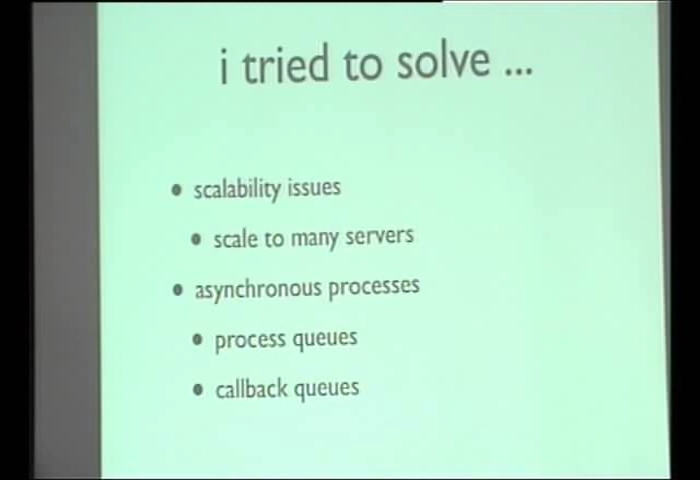 i tried to solve ...
• scalability issues
• scale to many servers
• asynchronous processes
• process queues
• callback queues